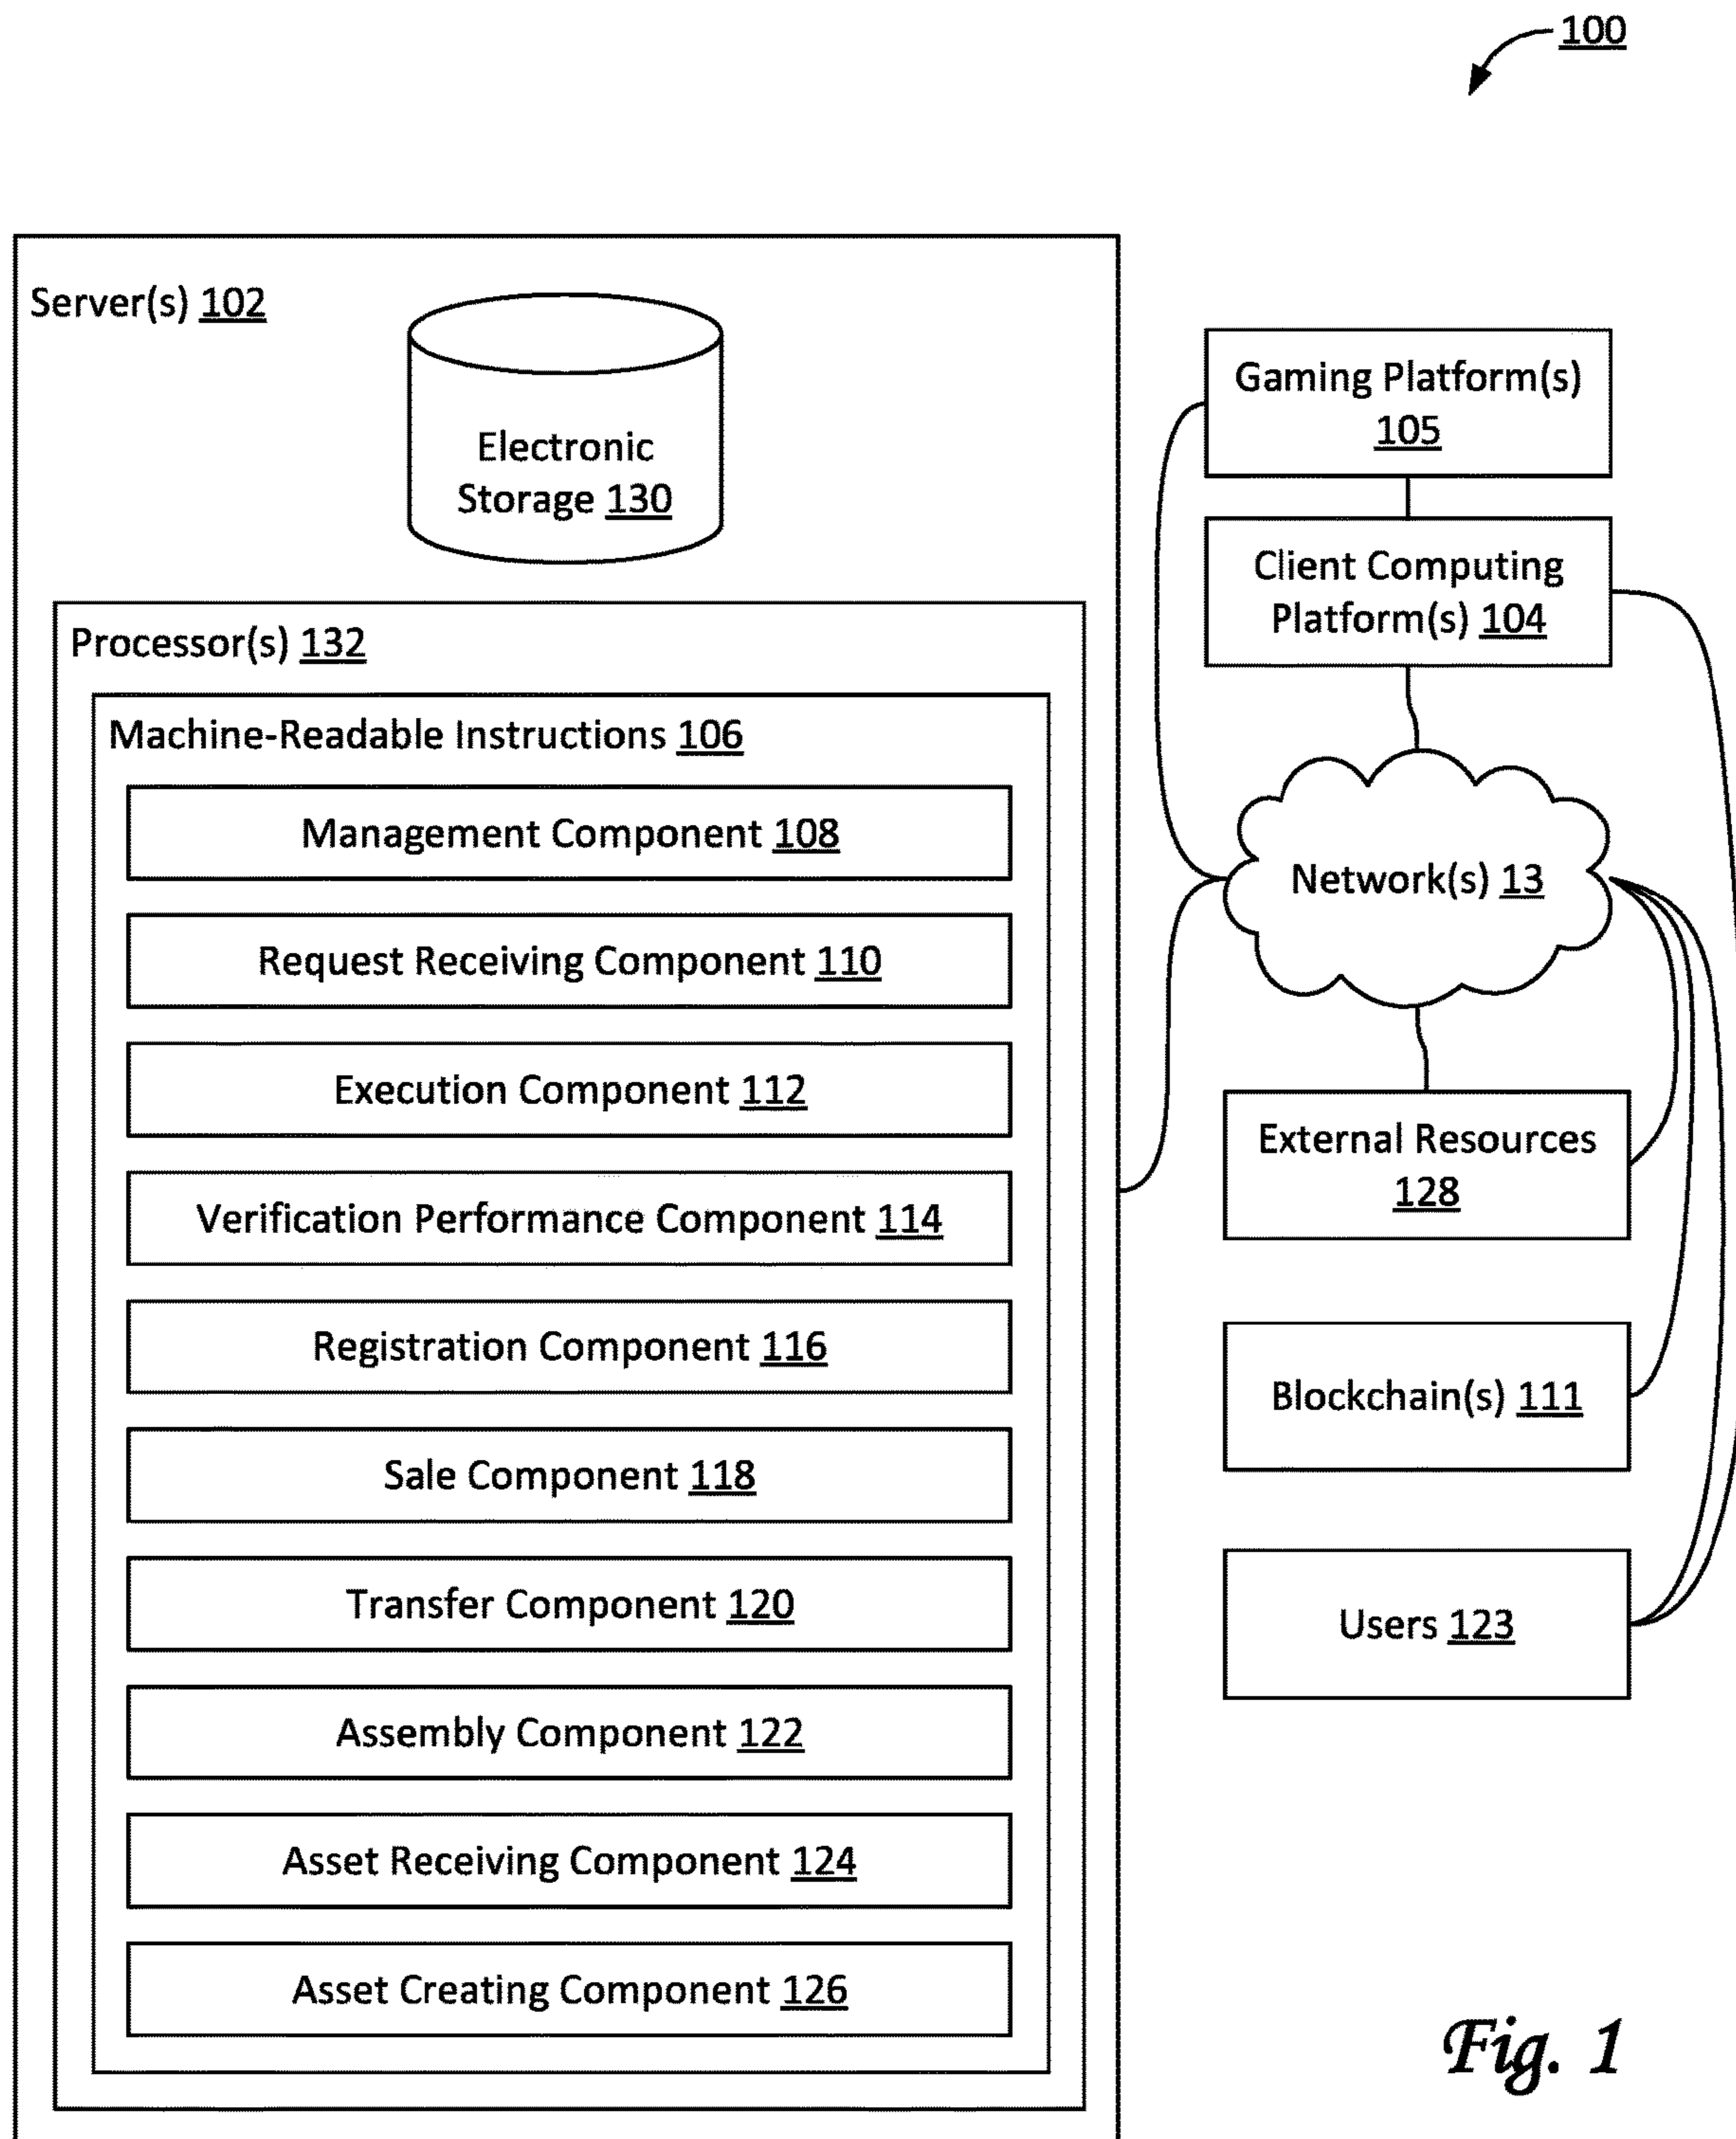 100
Server(s) 102
Electronic
Storage 130
Processor(s) 132
Machine-Readable Instructions 106
Management Component 108
Request Receiving Component 110
Execution Component 112
Verification Performance Component 114
Registration Component 116
Sale Component 118
Transfer Component 120
Assembly Component 122
Asset Receiving Component 124
Asset Creating Component 126
Gaming Platform(s)
105
Client Computing
Platform(s) 104
Network(s) 13
External Resources
128
Blockchain(s) 111
Users 123
Fig. 1